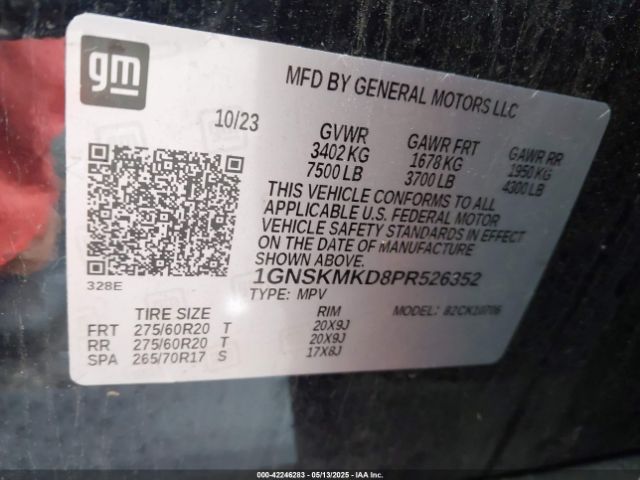 gm
MFD BY GENERAL MOTORS LLC
10/23
GVWR GAWR FRT GAWR RR
3402 KG 1678 KG 1950 KG
7500 LB 3700 LB 4300 LB
THIS VEHICLE CONFORMS TO ALL
APPLICABLE U.S. FEDERAL MOTOR
VEHICLE SAFETY STANDARDS IN EFFECT
ON THE DATE OF MANUFACTURE
SHOWN ABOVE.
1GNSKMKD8PR526352
328E
TYPE: MPV MODEL: 82CK10706
TIRE SIZE RIM
FRT 275/60R20 T 20X9J
RR 275/60R20 T 20X9J
SPA 265/70R17 S 17X8J
000-42246283 - 05/13/2025 - IAA Inc.